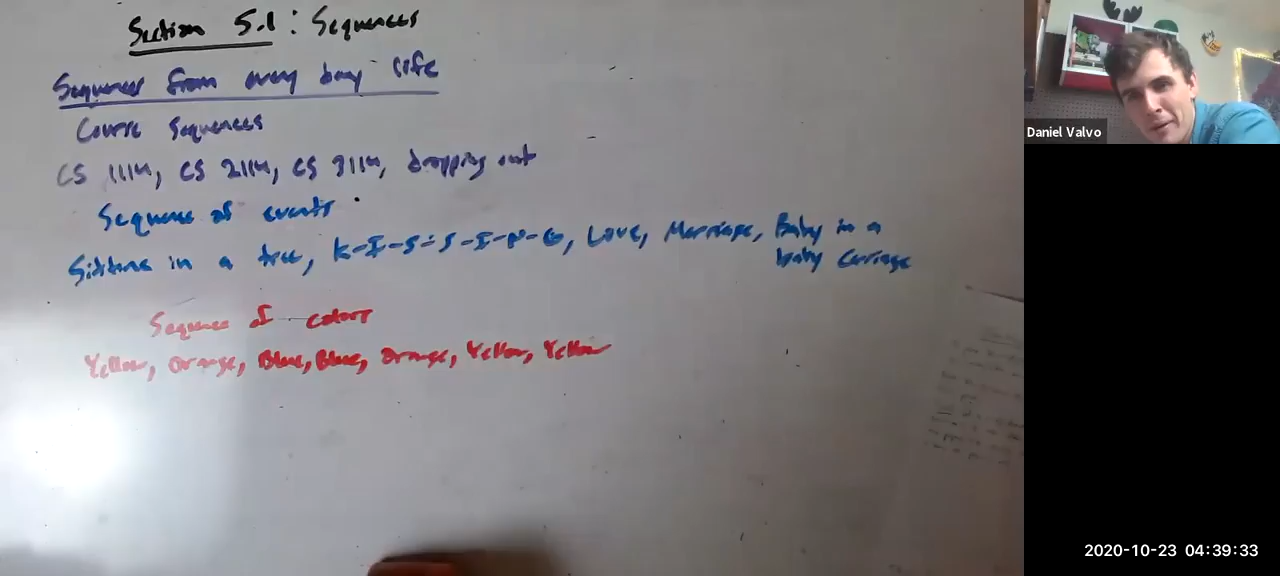 Section 5.1: Sequences
Sequences from every day life
Course Sequences
CS 111M, CS 211M, CS 311M, dropping out
Sequence of events
Sitting in a tree, K-I-S-S-I-N-G, Love, Marriage, Baby in a
baby Carriage
Sequence of colors
Yellow, Orange, Blue, Blue, Orange, Yellow, Yellow
Daniel Valvo
2020-10-23 04:39:33